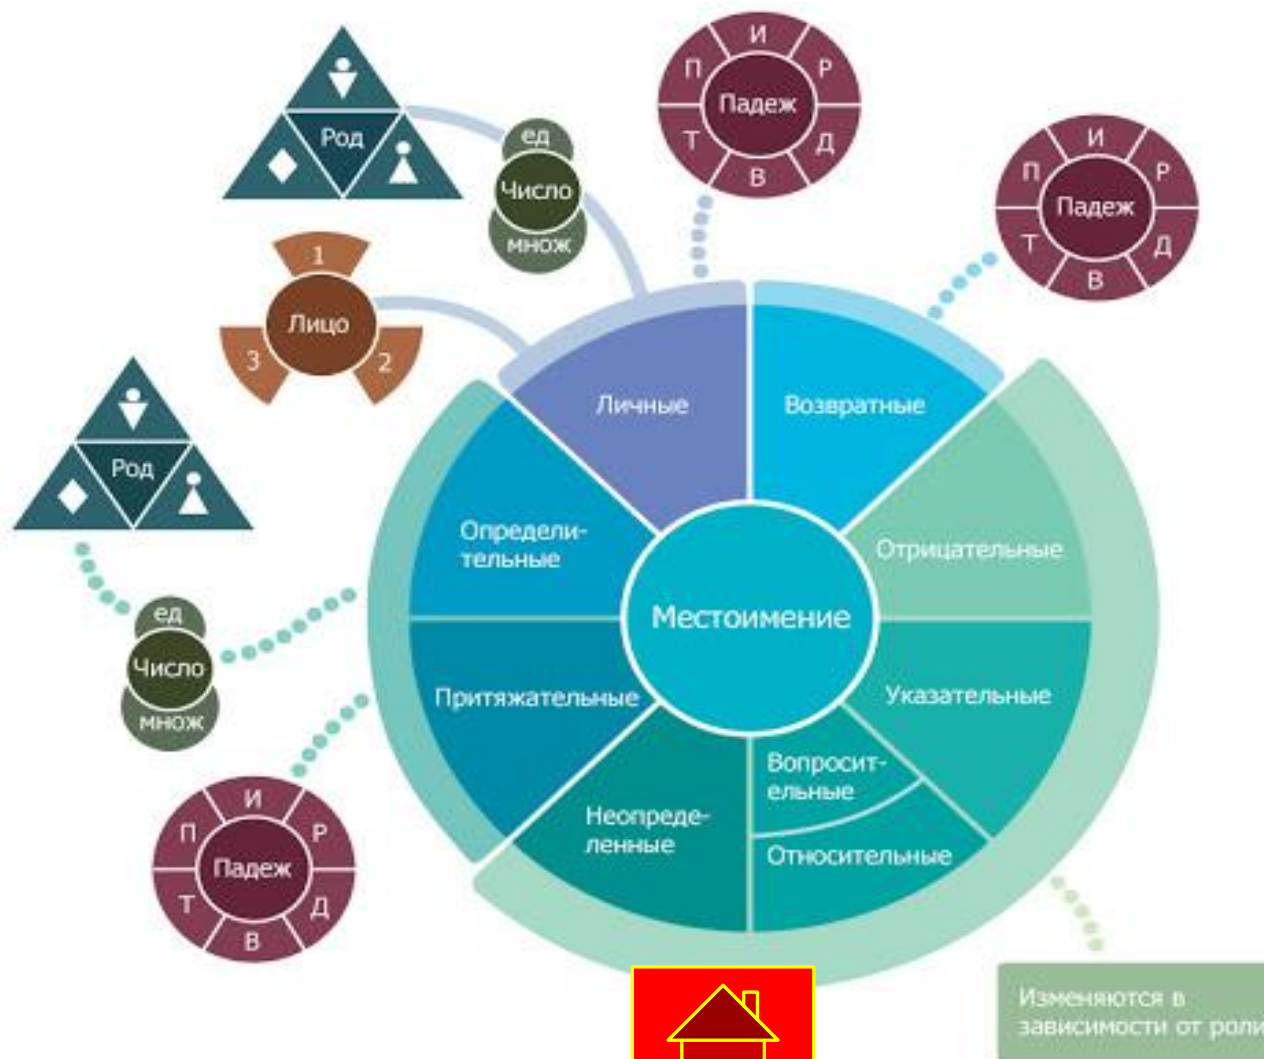 И
П
Р
Падеж
Т
Д
В
Род
ед
Число
множ
И
П
Р
Падеж
Т
Д
В
1
Лицо
3
2
Личные
Возвратные
Род
Определи-
тельные
Отрицательные
Местоимение
ед
Число
множ
Притяжательные
Указательные
Вопросит-
ельные
Неопреде-
ленные
Относительные
И
П
Р
Падеж
Т
Д
В
Изменяются в
зависимости от роли